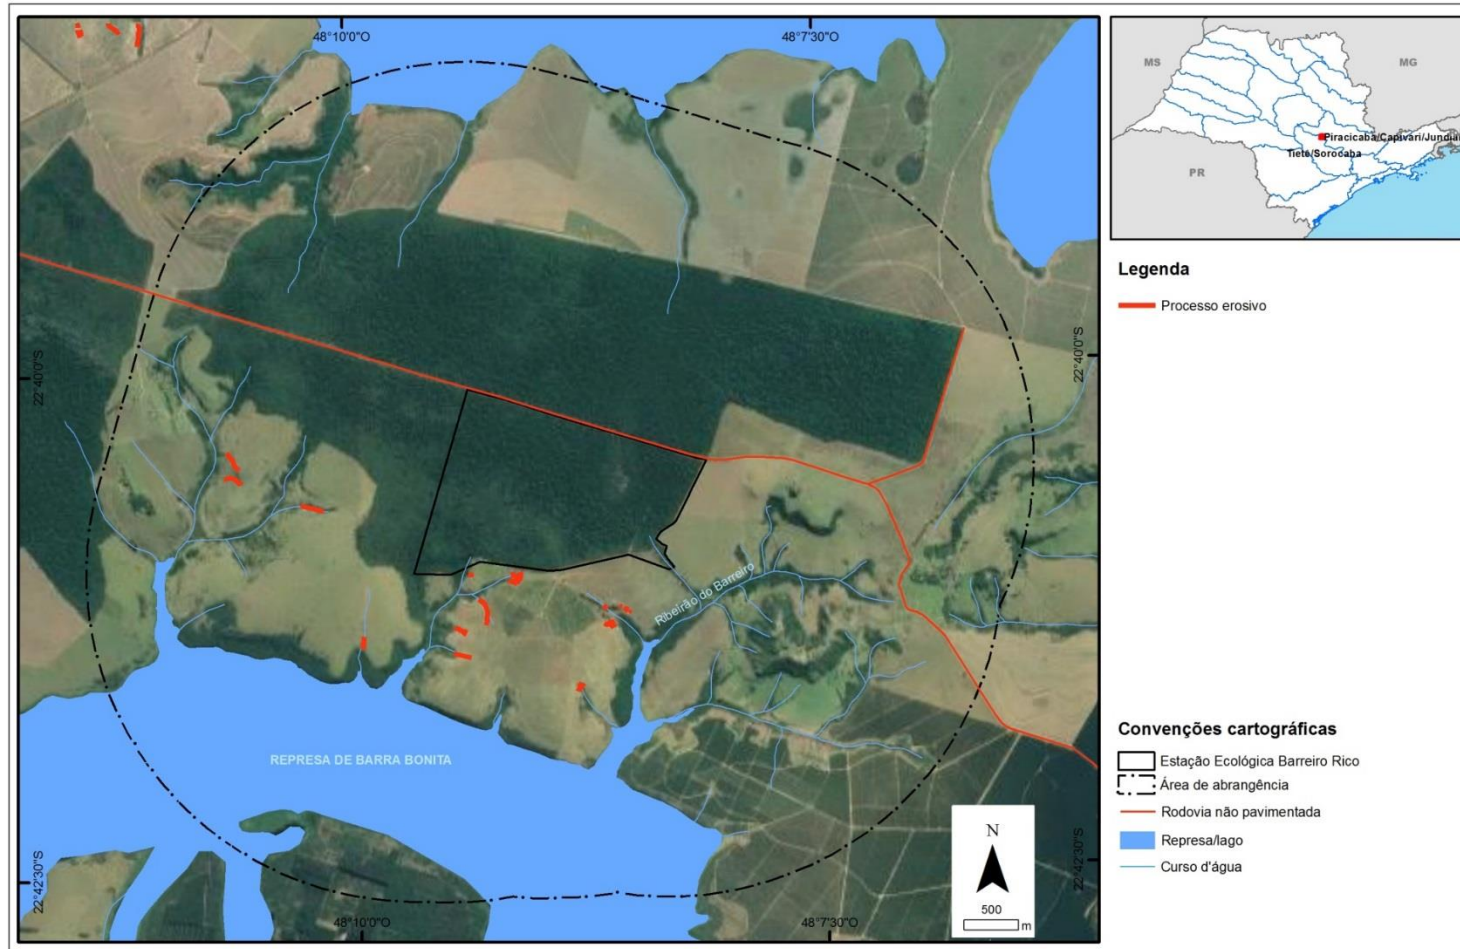 48°10'0"O
48°7'30"O
22°40'0"S
22°40'0"S
Ribeirão do Barreiro
REPRESA DE BARRA BONITA
22°42'30"S
22°42'30"S
48°10'0"O
48°7'30"O
N
500
m
MS
MG
Piracicaba/Capivari/Jundiaí
Tietê/Sorocaba
PR
Legenda
Processo erosivo
Convenções cartográficas
Estação Ecológica Barreiro Rico
Área de abrangência
Rodovia não pavimentada
Represa/lago
Curso d'água